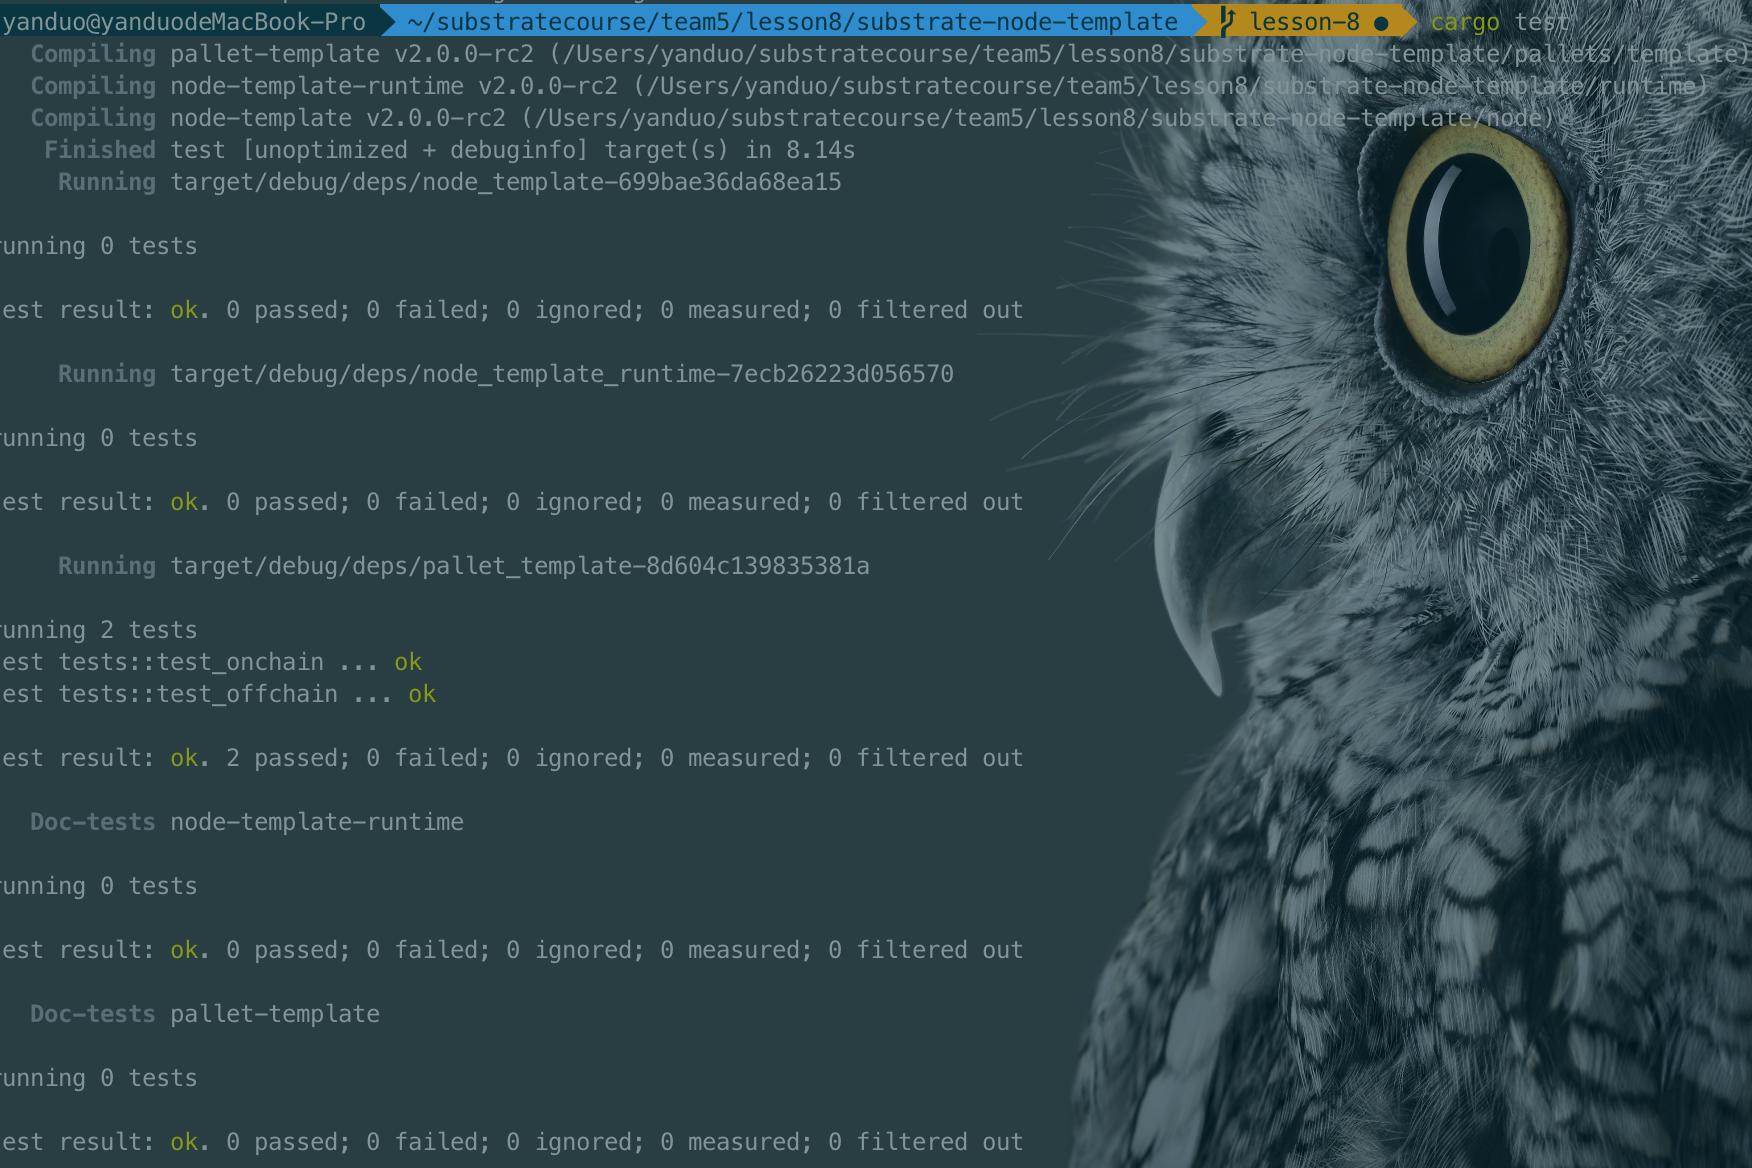 yanduo@yanduodeMacBook-Pro ~/substratecourse/team5/lesson8/substrate-node-template lesson-8 ● cargo test
Compiling pallet-template v2.0.0-rc2 (/Users/yanduo/substratecourse/team5/lesson8/substrate-node-template/pallets/template)
Compiling node-template-runtime v2.0.0-rc2 (/Users/yanduo/substratecourse/team5/lesson8/substrate-node-template/runtime)
Compiling node-template v2.0.0-rc2 (/Users/yanduo/substratecourse/team5/lesson8/substrate-node-template/node)
Finished test [unoptimized + debuginfo] target(s) in 8.14s
Running target/debug/deps/node_template-699bae36da68ea15
running 0 tests
est result: ok. 0 passed; 0 failed; 0 ignored; 0 measured; 0 filtered out
Running target/debug/deps/node_template_runtime-7ecb26223d056570
running 0 tests
est result: ok. 0 passed; 0 failed; 0 ignored; 0 measured; 0 filtered out
Running target/debug/deps/pallet_template-8d604c139835381a
running 2 tests
est tests::test_onchain ... ok
est tests::test_offchain ... ok
est result: ok. 2 passed; 0 failed; 0 ignored; 0 measured; 0 filtered out
Doc-tests node-template-runtime
running 0 tests
est result: ok. 0 passed; 0 failed; 0 ignored; 0 measured; 0 filtered out
Doc-tests pallet-template
running 0 tests
est result: ok. 0 passed; 0 failed; 0 ignored; 0 measured; 0 filtered out